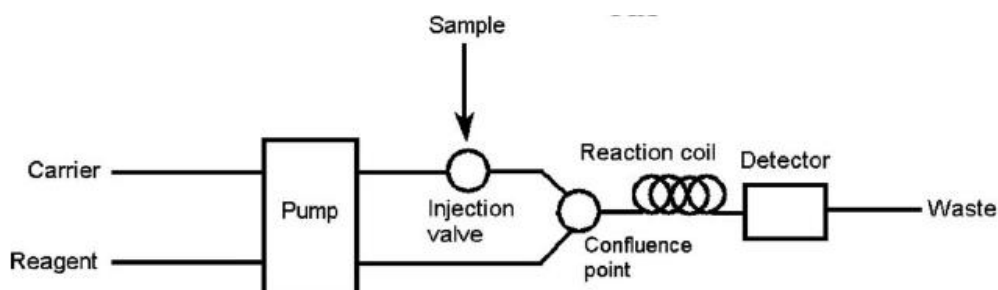 Sample
Carrier
Pump
Injection
valve
Reaction coil
Detector
Waste
Reagent
Confluence
point